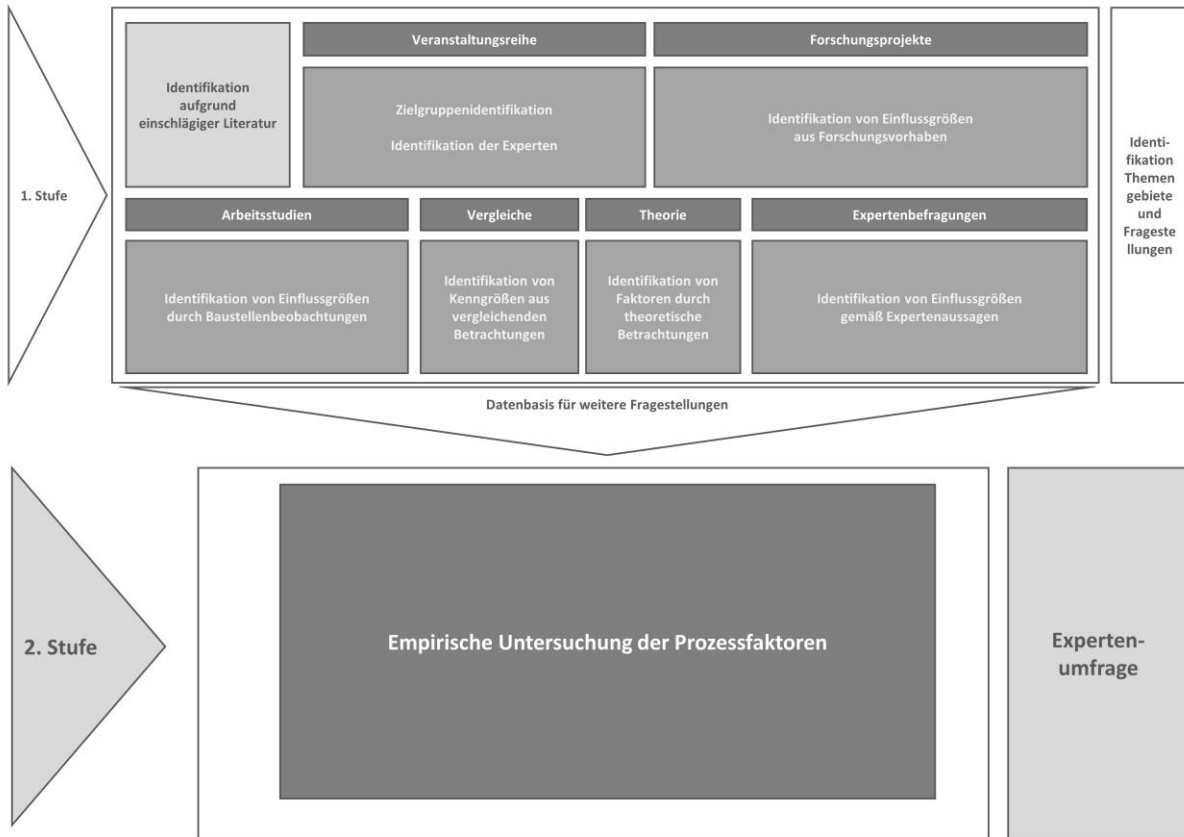 1. Stufe
Identifikation
aufgrund
einschlägiger Literatur
Veranstaltungsreihe
Zielgruppenidentifikation
Identifikation der Experten
Forschungsprojekte
Identifikation von Einflussgrößen
aus Forschungsvorhaben
Arbeitsstudien
Identifikation von Einflussgrößen
durch Baustellenbeobachtungen
Vergleiche
Identifikation von
Kenngrößen aus
vergleichenden
Betrachtungen
Theorie
Identifikation von
Faktoren durch
theoretische
Betrachtungen
Expertenbefragungen
Identifikation von Einflussgrößen
gemäß Expertenaussagen
Identi-
fikation
Themen
gebiete
und
Frageste
llungen
Datenbasis für weitere Fragestellungen
2. Stufe
Empirische Untersuchung der Prozessfaktoren
Experten-
umfrage